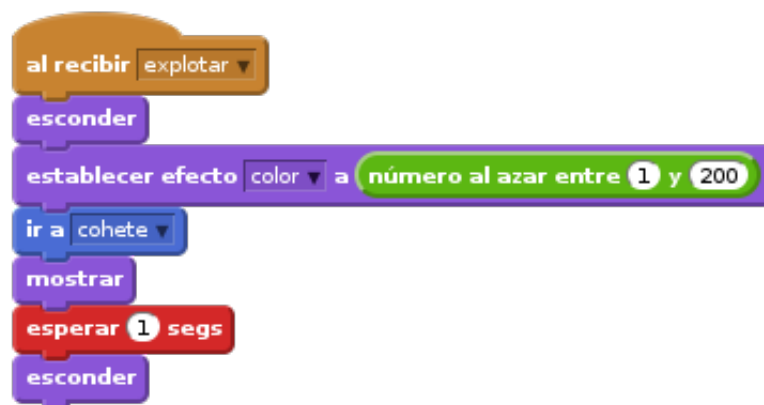 al recibir explotar
esconder
establecer efecto color a número al azar entre 1 y 200
ir a cohete
mostrar
esperar 1 segs
esconder